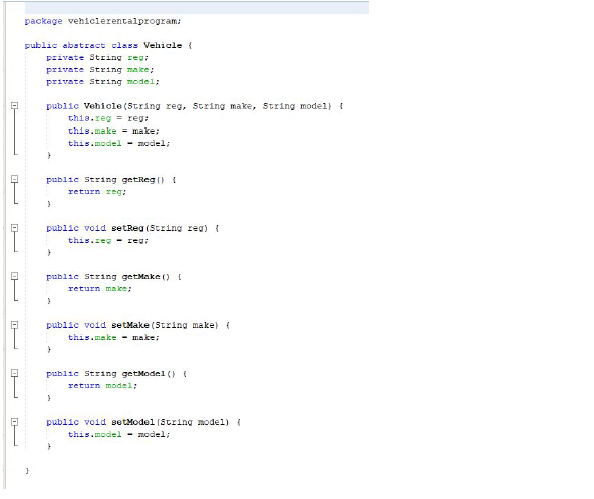 package vehiclerentalprogram;
public abstract class Vehicle {
private String reg;
private String make;
private String model;
public Vehicle(String reg, String make, String model) {
this.reg = reg;
this.make = make;
this.model = model;
}
public String getReg() {
return reg;
}
public void setReg(String reg) {
this.reg = reg;
}
public String getMake() {
return make;
}
public void setMake(String make) {
this.make = make;
}
public String getModel() {
return model;
}
public void setModel(String model) {
this.model = model;
}
}